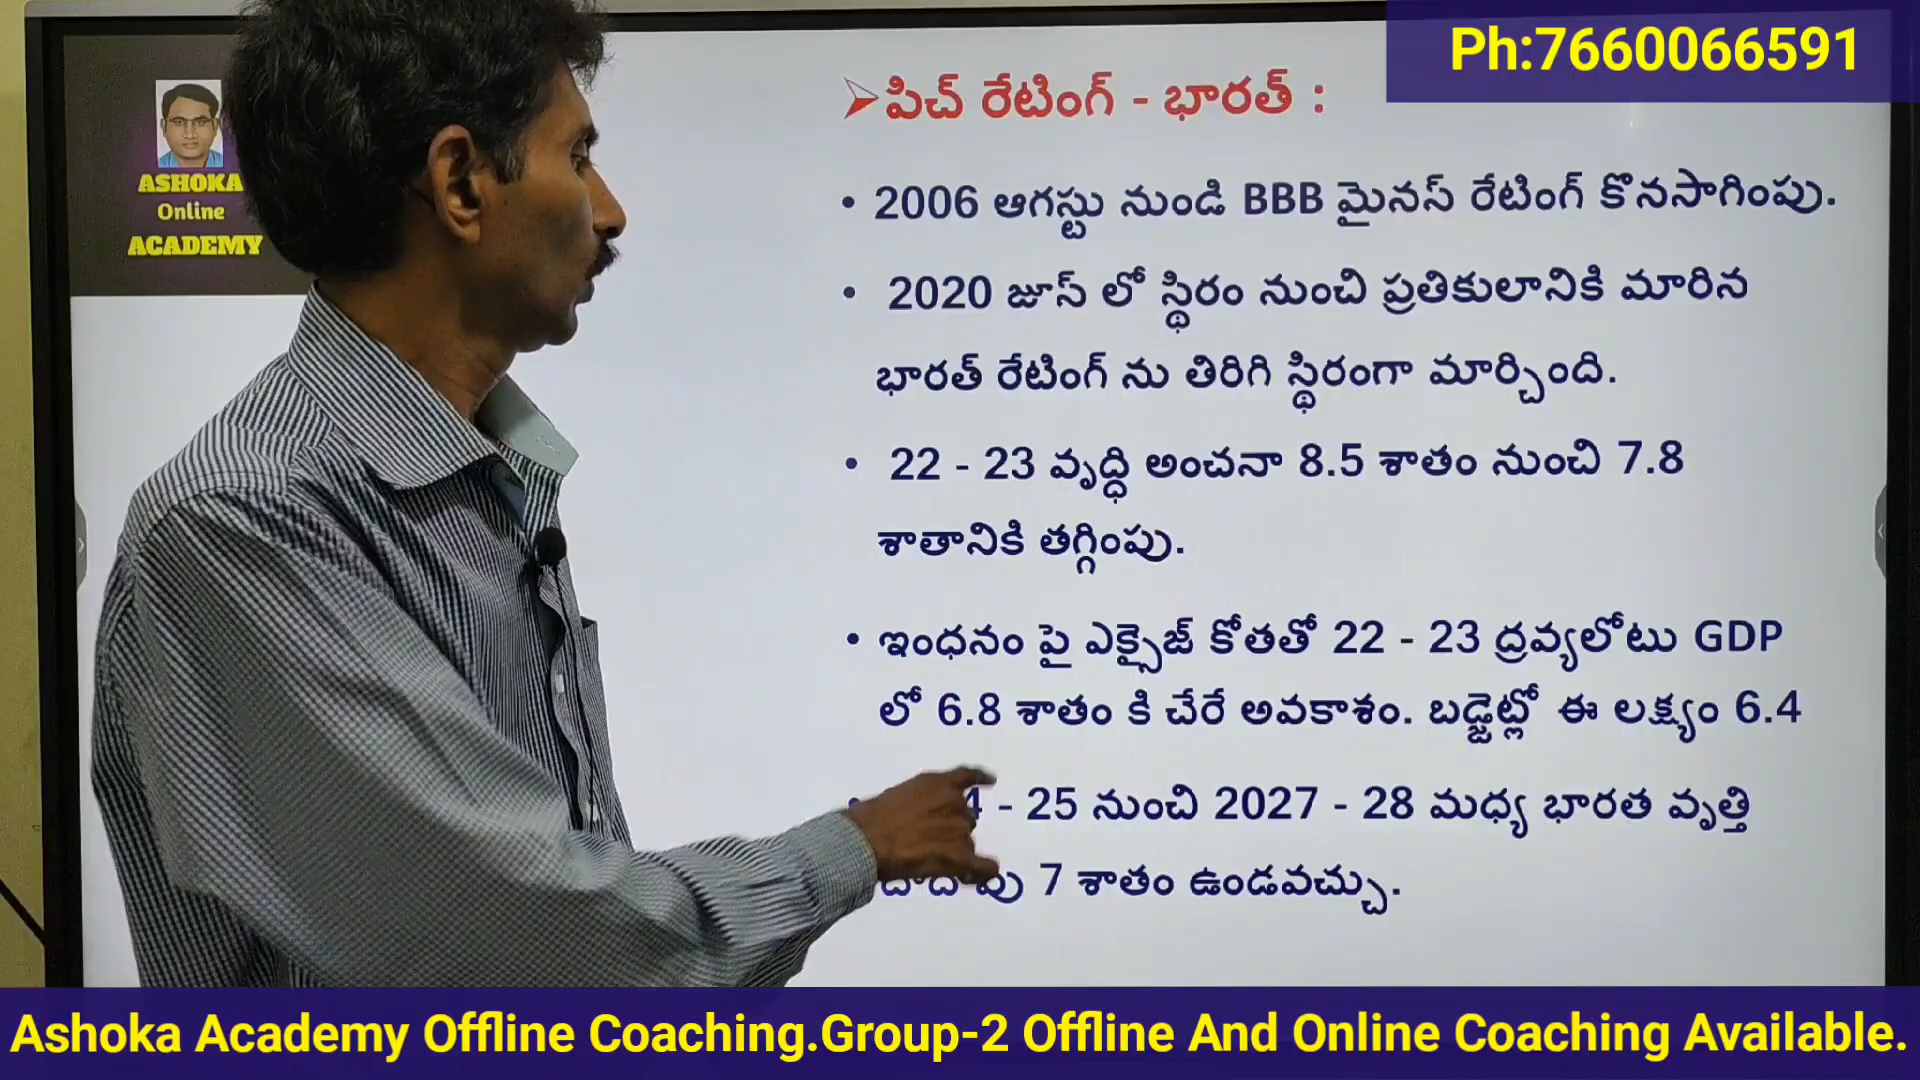 Ph:7660066591
ASHOKA
Online
ACADEMY
పిచ్ రేటింగ్ - భారత్ :
• 2006 ఆగస్టు నుండి BBB మైనస్ రేటింగ్ కొనసాగింపు.
• 2020 జూస్ లో స్థిరం నుంచి ప్రతికులానికి మారిన
భారత్ రేటింగ్ ను తిరిగి స్థిరంగా మార్చింది.
• 22 - 23 వృద్ధి అంచనా 8.5 శాతం నుంచి 7.8
శాతానికి తగ్గింపు.
• ఇంధనం పై ఎక్సైజ్ కోతతో 22 - 23 ద్రవ్యలోటు GDP
లో 6.8 శాతం కి చేరే అవకాశం. బడ్జెట్లో ఈ లక్ష్యం 6.4
- 25 నుంచి 2027 - 28 మధ్య భారత వృత్తి
7 శాతం ఉండవచ్చు.
Ashoka Academy Offline Coaching.Group-2 Offline And Online Coaching Available.